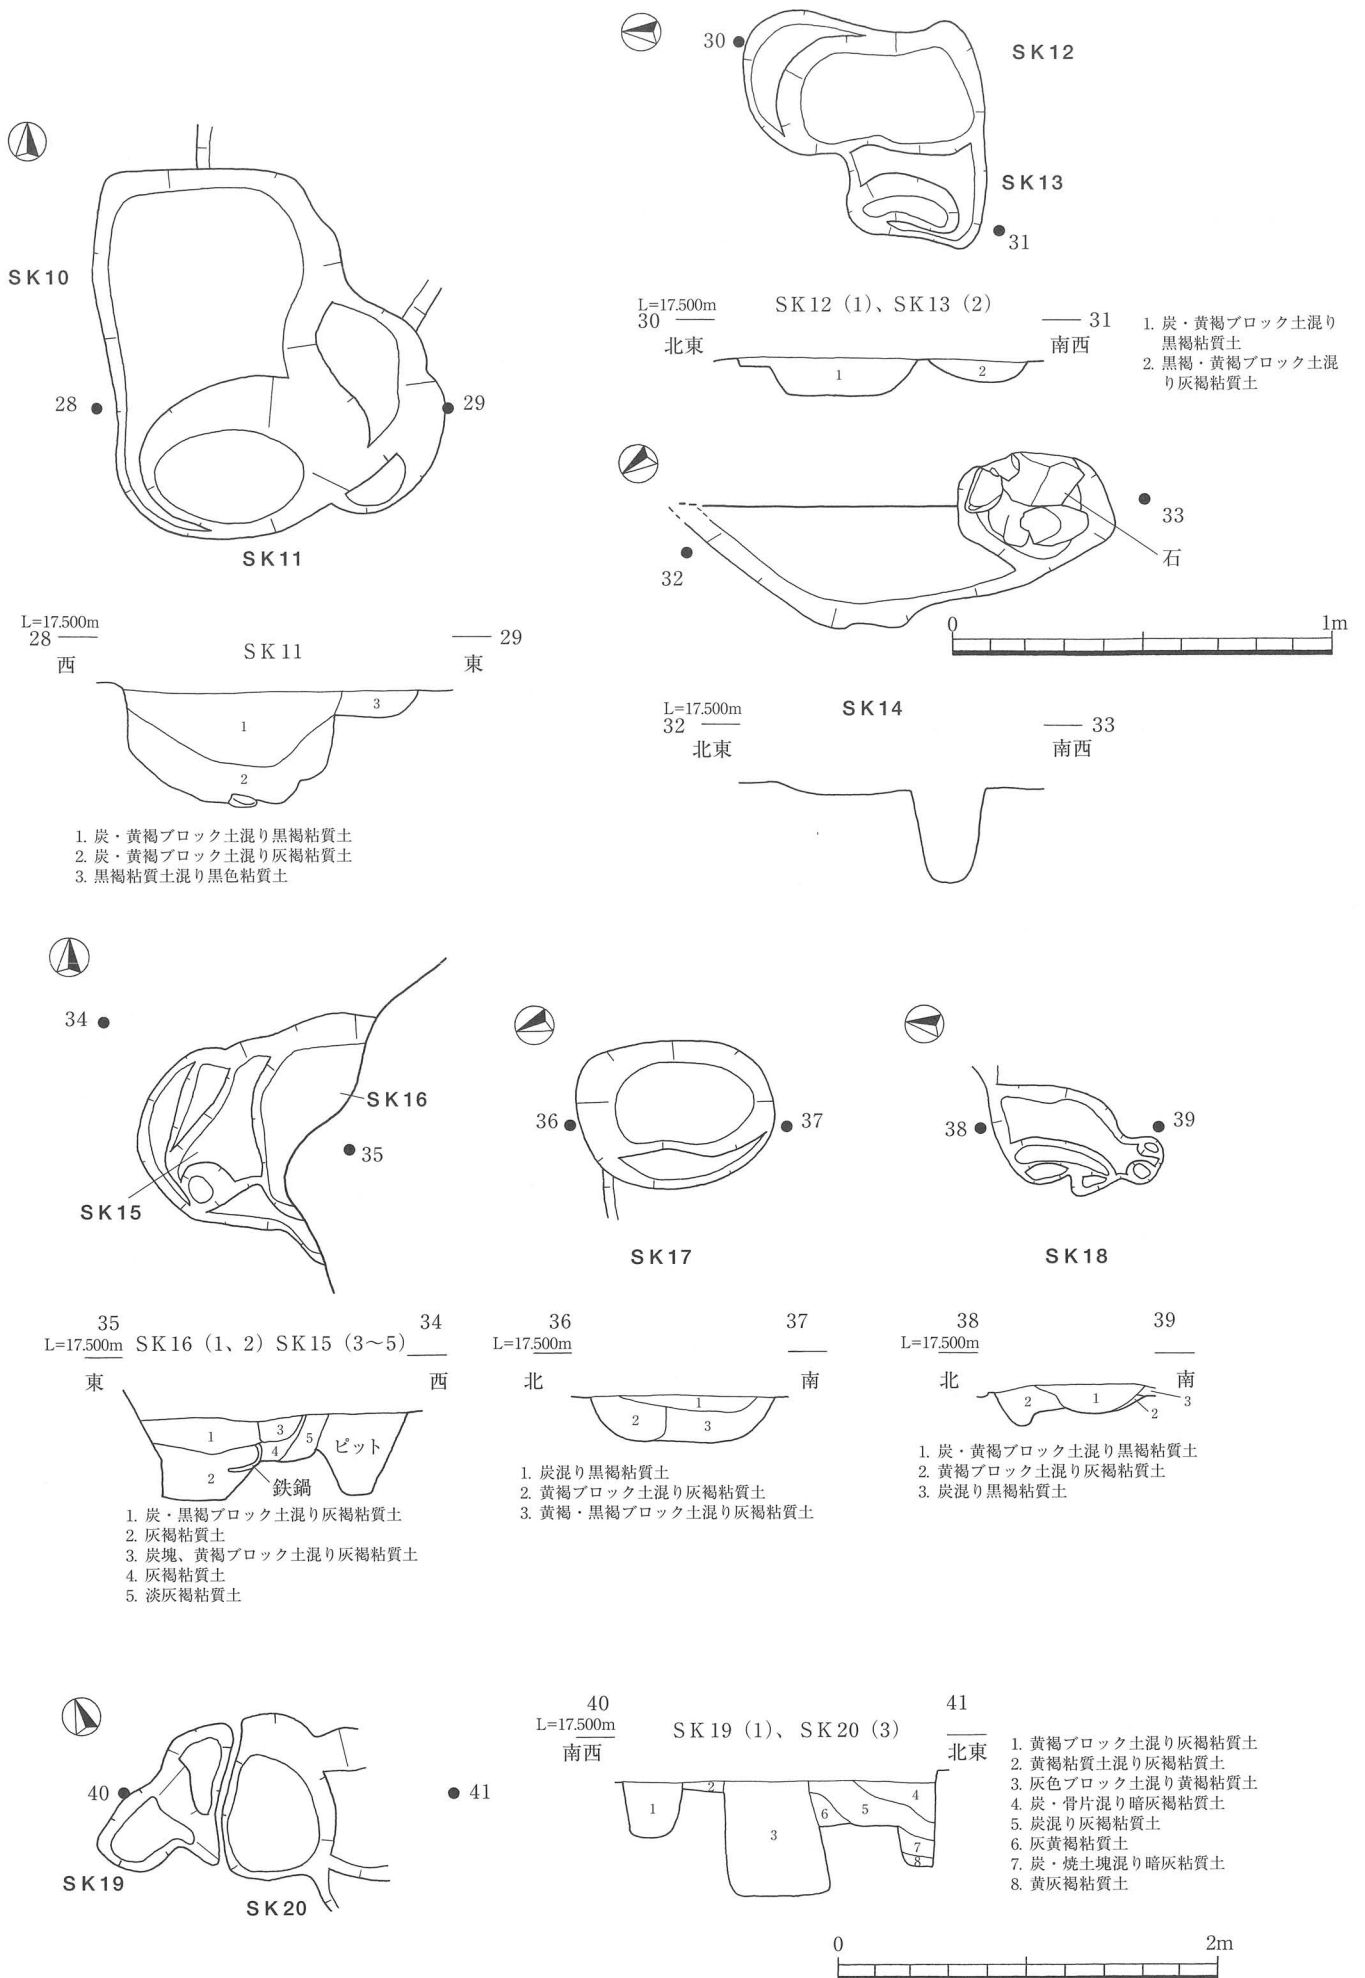 SK10
28
29
SK11
L=17.500m
28
29
西
SK11
東
1
2
3
1. 炭・黄褐ブロック土混り黒褐粘質土
2. 炭・黄褐ブロック土混り灰褐粘質土
3. 黒褐粘質土混り黒色粘質土
30
SK12
SK13
31
L=17.500m
SK12（1）、SK13（2）
30
31
北東
南西
1
2
1. 炭・黄褐ブロック土混り
黒褐粘質土
2. 黒褐・黄褐ブロック土混
り灰褐粘質土
33
石
32
0
1m
SK14
L=17.500m
32
33
北東
南西
34
SK16
35
SK15
35
34
L=17.500m
SK16（1、2）SK15（3～5）
東
西
1
2
3
4
5
ピット
鉄鍋
1. 炭・黒褐ブロック土混り灰褐粘質土
2. 灰褐粘質土
3. 炭塊、黄褐ブロック土混り灰褐粘質土
4. 灰褐粘質土
5. 淡灰褐粘質土
36
37
SK17
36
37
L=17.500m
北
南
1
2
3
1. 炭混り黒褐粘質土
2. 黄褐ブロック土混り灰褐粘質土
3. 黄褐・黒褐ブロック土混り灰褐粘質土
38
39
SK18
38
39
L=17.500m
北
南
2
1
3
2
1. 炭・黄褐ブロック土混り黒褐粘質土
2. 黄褐ブロック土混り灰褐粘質土
3. 炭混り黒褐粘質土
40
41
SK19
SK20
40
41
L=17.500m
SK19（1）、SK20（3）
南西
北東
1
2
3
4
5
6
7
8
1. 黄褐ブロック土混り灰褐粘質土
2. 黄褐粘質土混り灰褐粘質土
3. 灰色ブロック土混り黄褐粘質土
4. 炭・骨片混り暗灰褐粘質土
5. 炭混り灰褐粘質土
6. 灰黄褐粘質土
7. 炭・焼土塊混り暗灰粘質土
8. 黄灰褐粘質土
0
2m